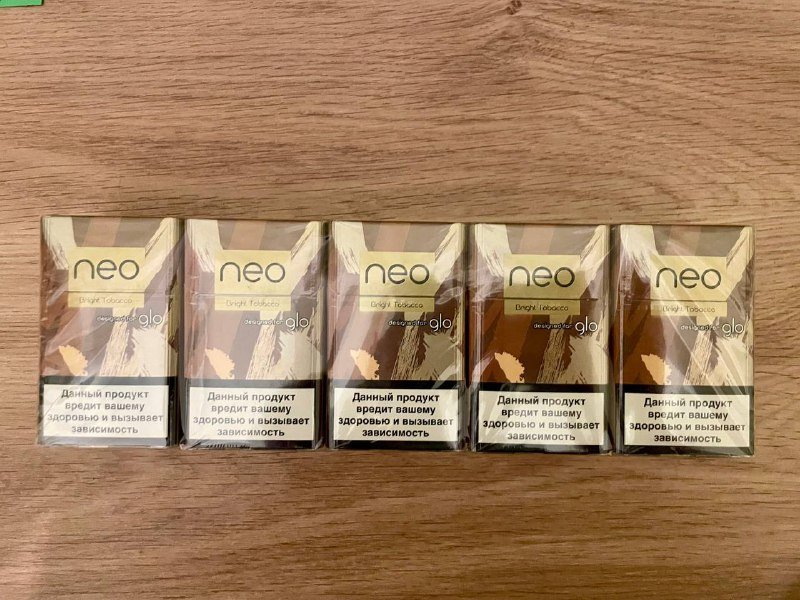 neo
Bright Tobacco
designed for glo
Данный продукт
вредит вашему
здоровью и вызывает
зависимость
neo
Bright Tobacco
designed for glo
Данный продукт
вредит вашему
здоровью и вызывает
зависимость
neo
Bright Tobacco
designed for glo
Данный продукт
вредит вашему
здоровью и вызывает
зависимость
neo
Bright Tobacco
designed for glo
Данный продукт
вредит вашему
здоровью и вызывает
зависимость
neo
Bright Tobacco
designed for glo
Данный продукт
вредит вашему
здоровью и вызывает
зависимость